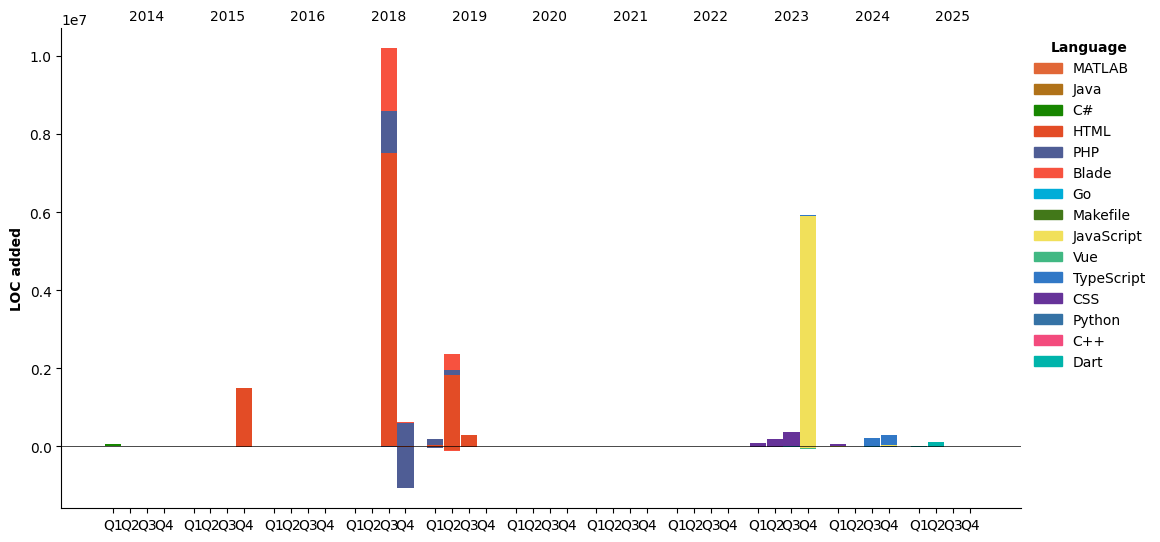 1e7
2014 2015 2016 2018 2019 2020 2021 2022 2023 2024 2025
1.0
0.8
0.6
0.4
0.2
0.0
LOC added
Q1Q2Q3Q4 Q1Q2Q3Q4 Q1Q2Q3Q4 Q1Q2Q3Q4 Q1Q2Q3Q4 Q1Q2Q3Q4 Q1Q2Q3Q4 Q1Q2Q3Q4 Q1Q2Q3Q4 Q1Q2Q3Q4 Q1Q2Q3Q4
Language
MATLAB
Java
C#
HTML
PHP
Blade
Go
Makefile
JavaScript
Vue
TypeScript
CSS
Python
C++
Dart